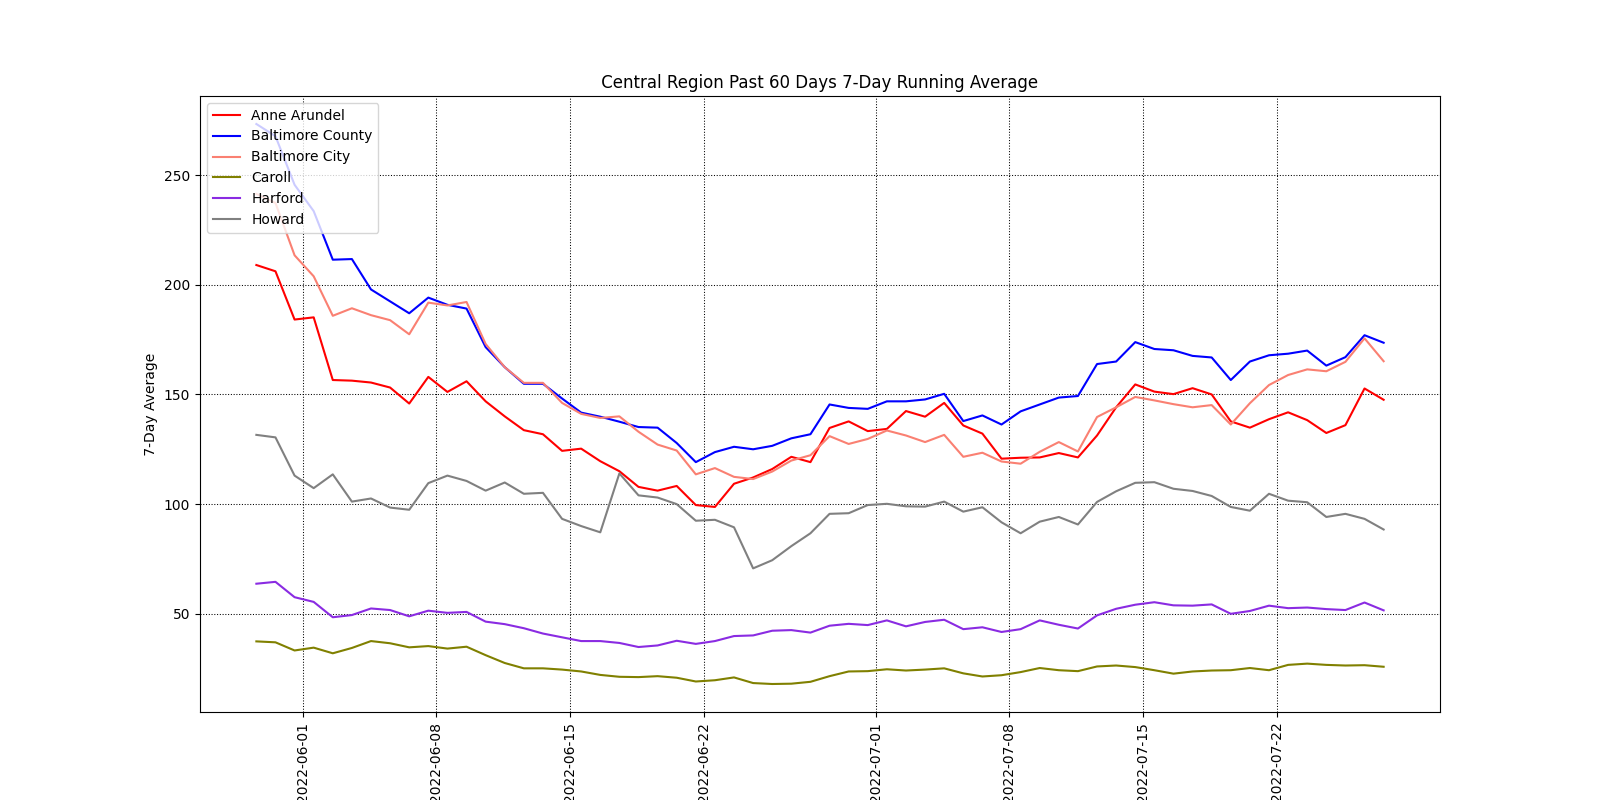 Central Region Past 60 Days 7-Day Running Average
Anne Arundel
Baltimore County
Baltimore City
Caroll
Harford
Howard
250
200
150
100
50
7-Day Average
2022-06-01
2022-06-08
2022-06-15
2022-06-22
2022-07-01
2022-07-08
2022-07-15
2022-07-22